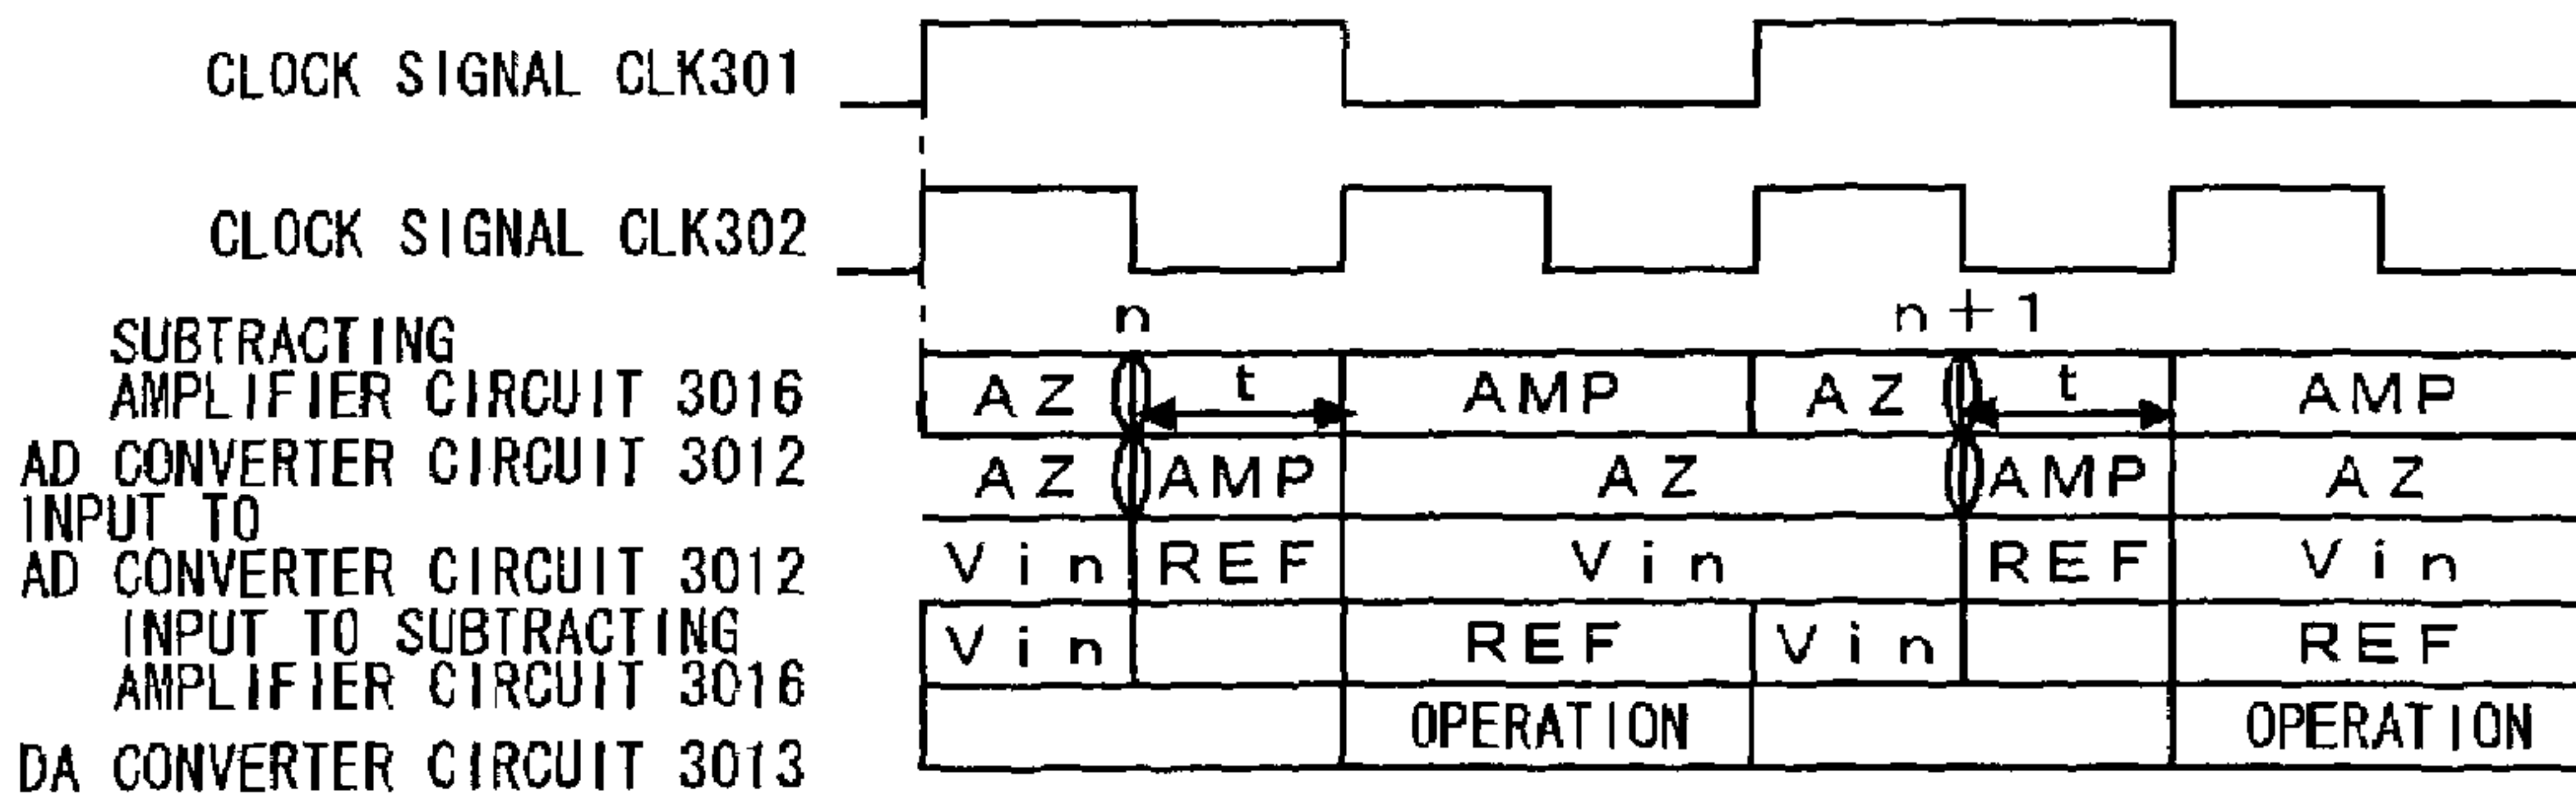 CLOCK SIGNAL CLK301
CLOCK SIGNAL CLK302
n n+1
SUBTRACTING
AMPLIFIER CIRCUIT 3016 AZ t AMP AZ t AMP
AD CONVERTER CIRCUIT 3012 AZ AMP AZ AMP AZ
INPUT TO
AD CONVERTER CIRCUIT 3012 Vin REF Vin REF Vin
INPUT TO SUBTRACTING
AMPLIFIER CIRCUIT 3016 Vin REF Vin REF
DA CONVERTER CIRCUIT 3013 OPERATION OPERATION